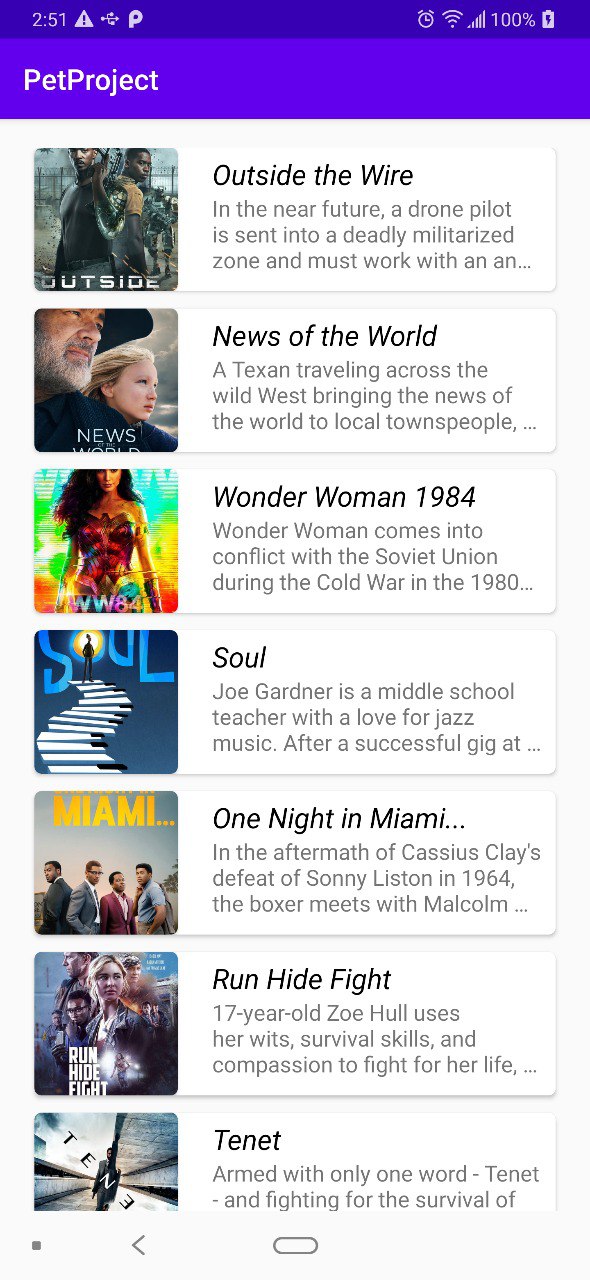 2:51 100%
PetProject
OUTSIDE
Outside the Wire
In the near future, a drone pilot
is sent into a deadly militarized
zone and must work with an an...
NEWS
OF THE
WORLD
News of the World
A Texan traveling across the
wild West bringing the news of
the world to local townspeople, ...
WW84
Wonder Woman 1984
Wonder Woman comes into
conflict with the Soviet Union
during the Cold War in the 1980...
SOUL
Soul
Joe Gardner is a middle school
teacher with a love for jazz
music. After a successful gig at ...
MIAMI...
One Night in Miami...
In the aftermath of Cassius Clay's
defeat of Sonny Liston in 1964,
the boxer meets with Malcolm ...
RUN
HIDE
FIGHT
Run Hide Fight
17-year-old Zoe Hull uses
her wits, survival skills, and
compassion to fight for her life, ...
TENE
Tenet
Armed with only one word - Tenet
- and fighting for the survival of